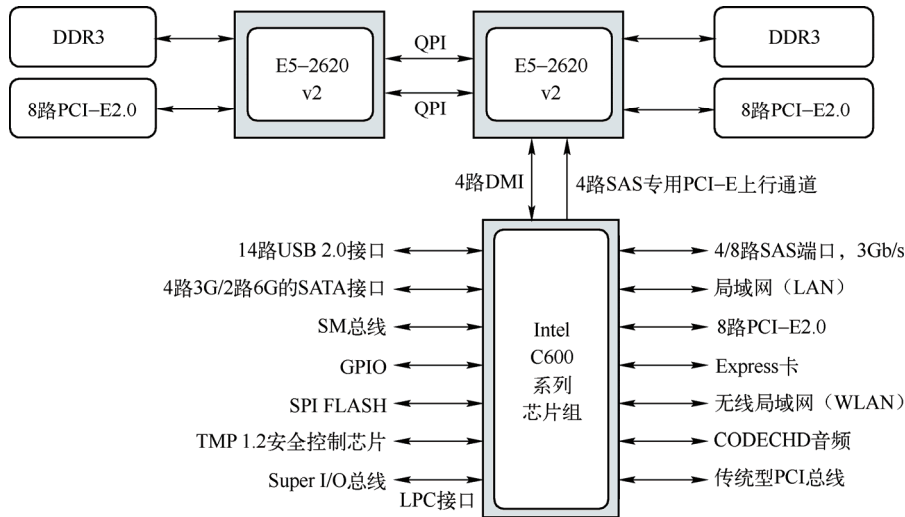 DDR3
8路PCI–E2.0
E5–2620
v2
QPI
QPI
E5–2620
v2
DDR3
8路PCI–E2.0
4路DMI
4路SAS专用PCI–E上行通道
14路USB 2.0接口
4路3G/2路6G的SATA接口
SM总线
GPIO
SPI FLASH
TMP 1.2安全控制芯片
Super I/O总线
LPC接口
Intel
C600
系列
芯片组
4/8路SAS端口，3Gb/s
局域网（LAN）
8路PCI–E2.0
Express卡
无线局域网（WLAN）
CODECHD音频
传统型PCI总线